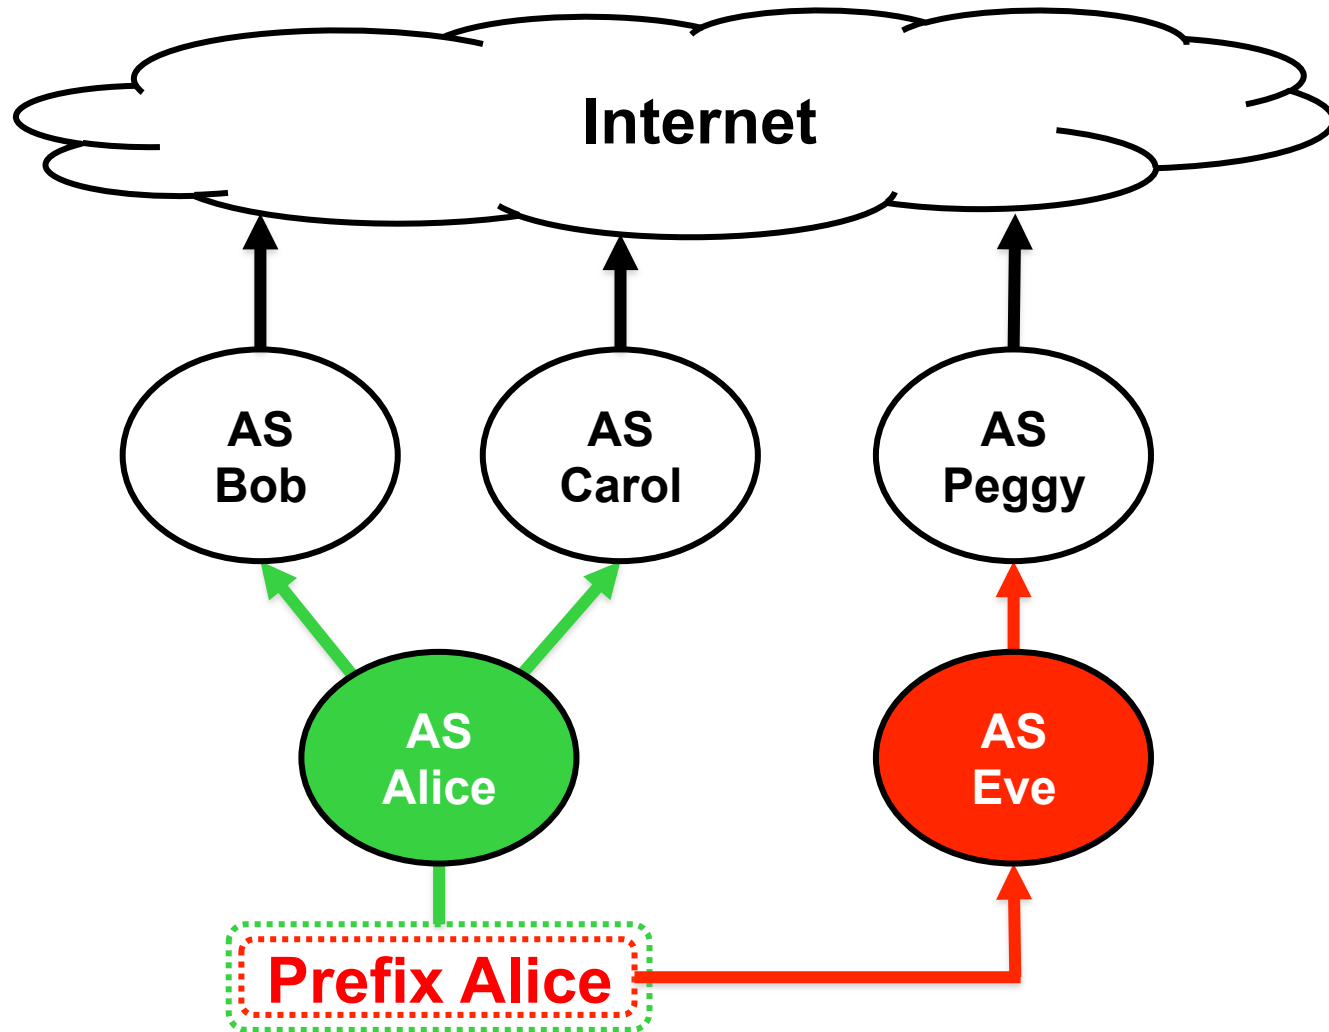 Internet
AS
Bob
AS
Carol
AS
Peggy
AS
Alice
AS
Eve
Prefix Alice